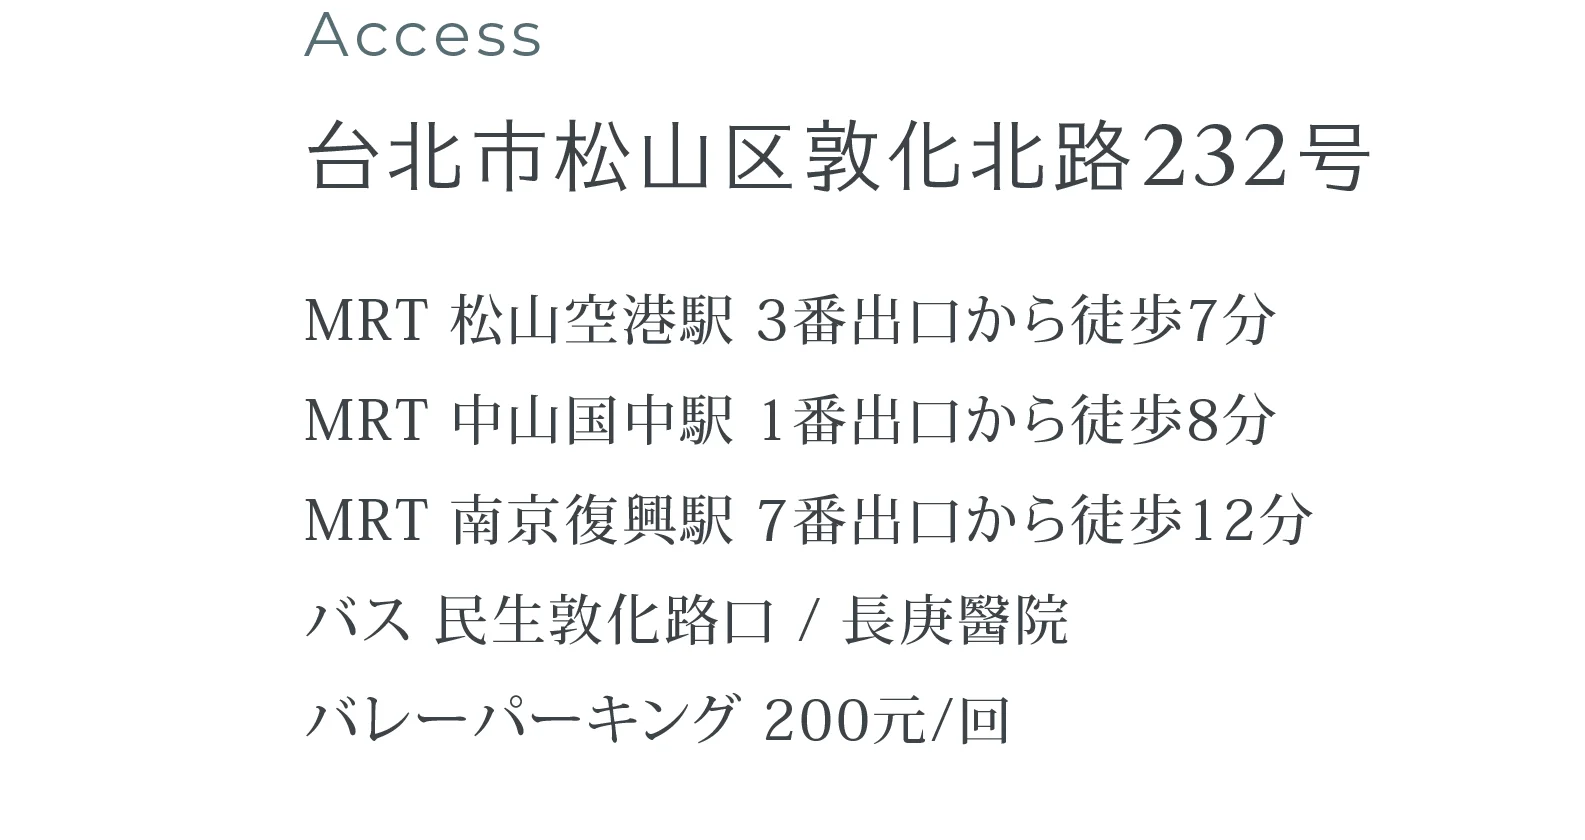 Access
台北市松山区敦化北路232号
MRT 松山空港駅 3番出口から徒歩7分
MRT 中山国中駅 1番出口から徒歩8分
MRT 南京復興駅 7番出口から徒歩12分
バス 民生敦化路口 / 長庚醫院
バレーパーキング 200元/回